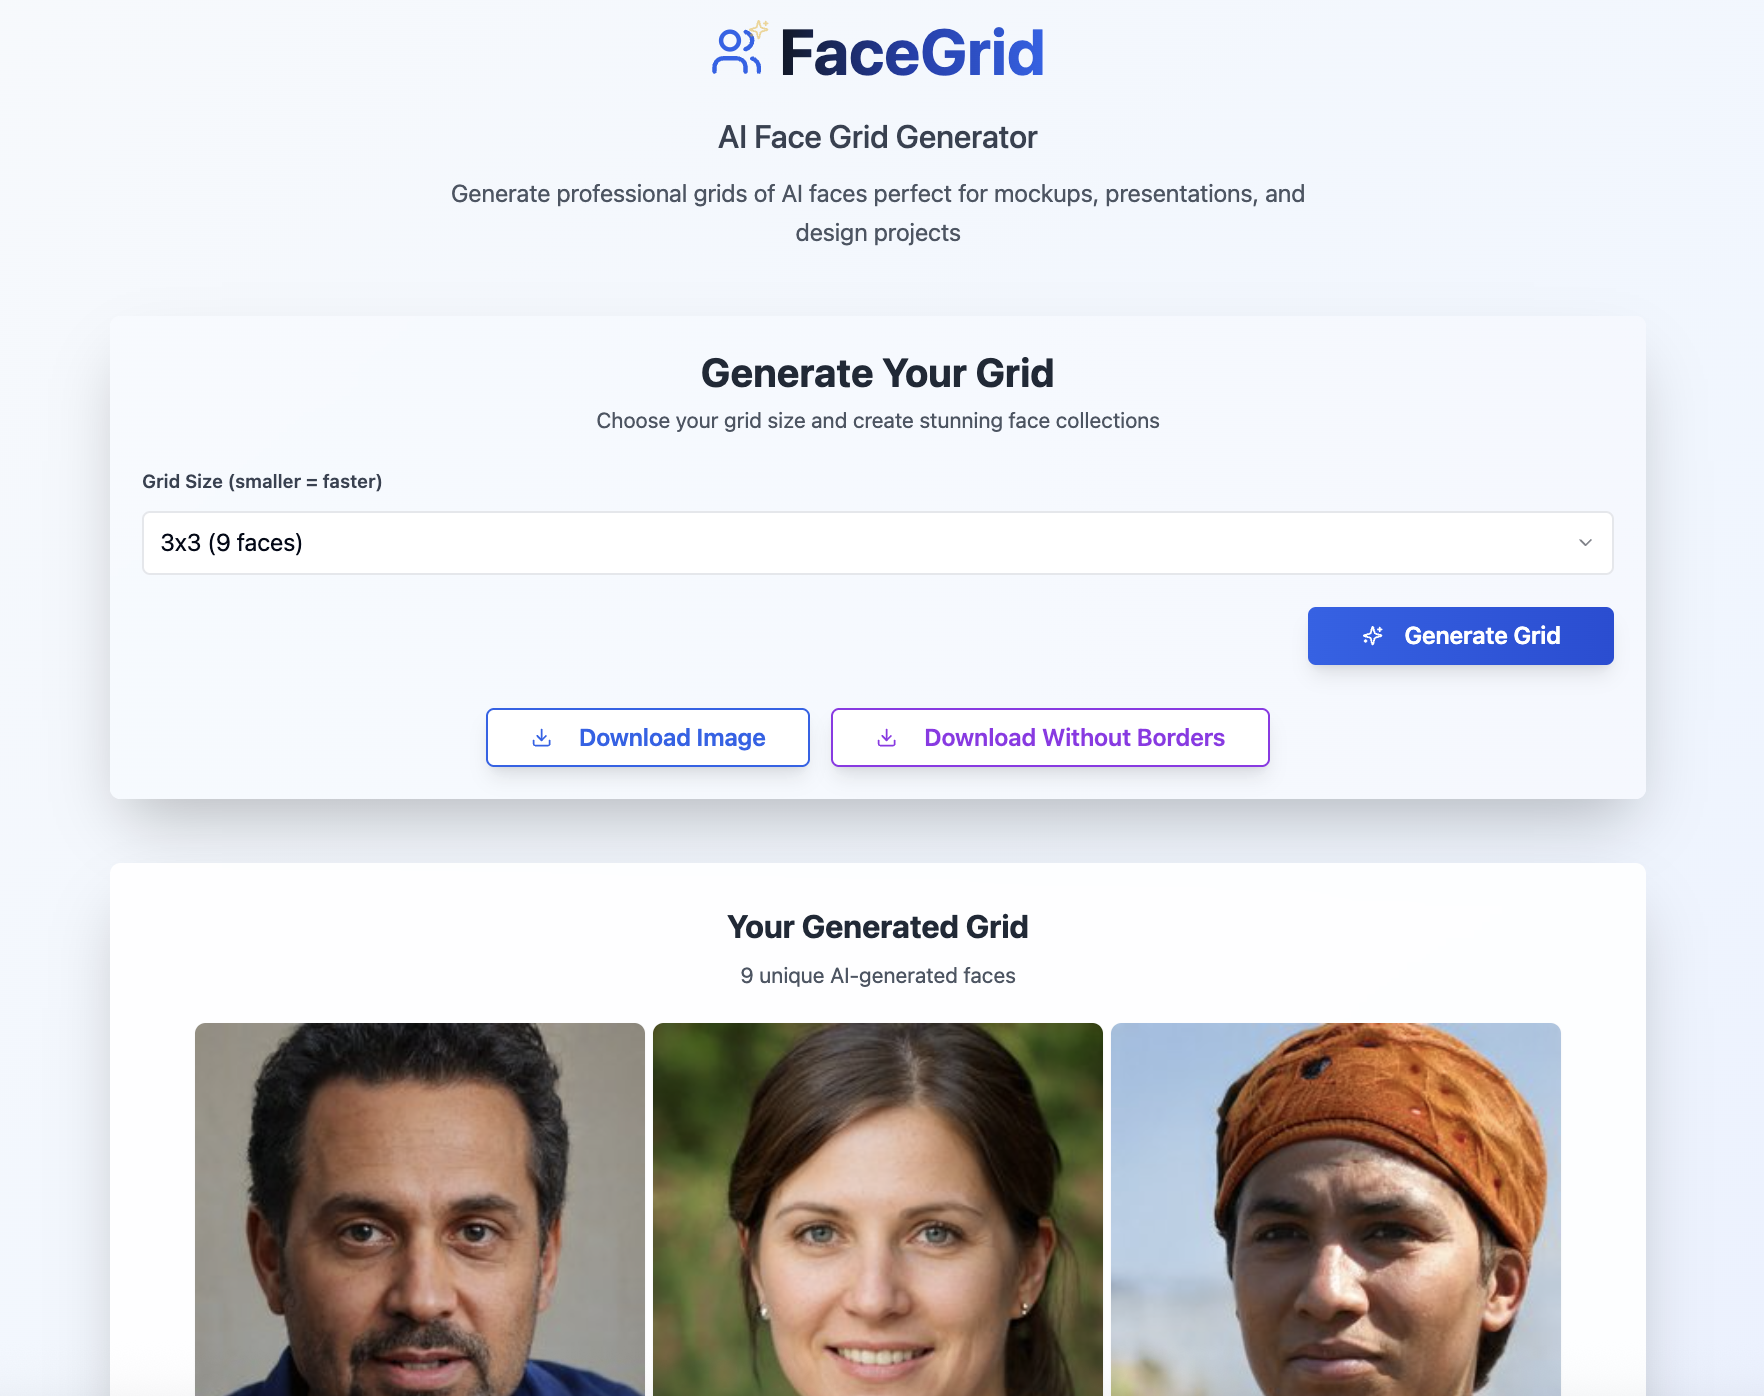 FaceGrid
AI Face Grid Generator
Generate professional grids of AI faces perfect for mockups, presentations, and
design projects
Generate Your Grid
Choose your grid size and create stunning face collections
Grid Size (smaller = faster)
3x3 (9 faces)
Generate Grid
Download Image
Download Without Borders
Your Generated Grid
9 unique AI-generated faces